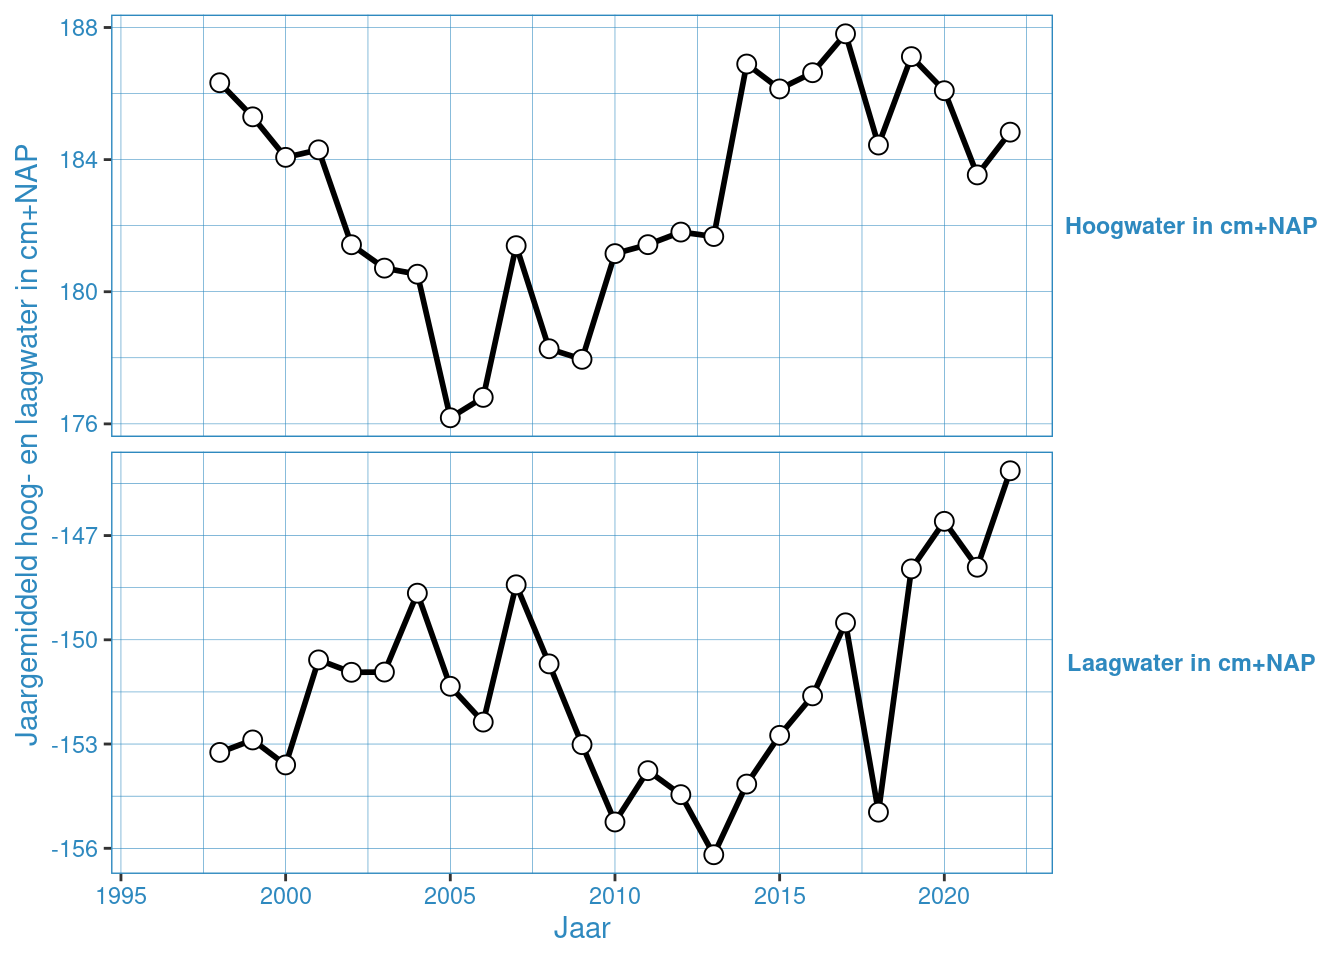 Jaargemiddeld hoog- en laagwater in cm+NAP
188
184
180
176
Hoogwater in cm+NAP
-147
-150
-153
-156
Laagwater in cm+NAP
1995 2000 2005 2010 2015 2020
Jaar